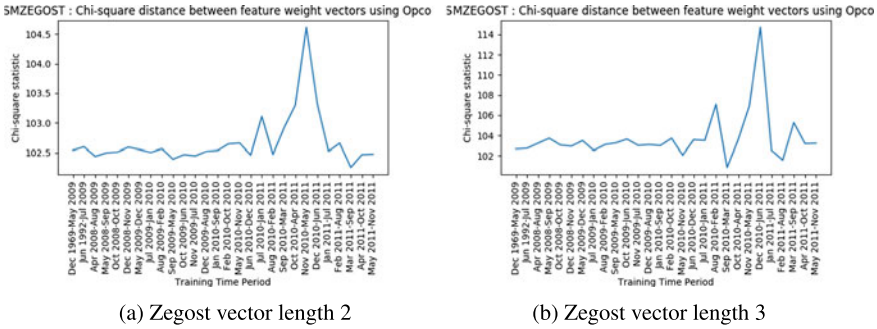 SMZEGOST : Chi-square distance between feature weight vectors using Opco
Chi-square statistic
104.5
104.0
103.5
103.0
102.5
Dec 1969-May 2009
Jun 1992-Jul 2009
Apr 2008-Aug 2009
May 2008-Sep 2009
Oct 2008-Oct 2009
Dec 2008-Nov 2009
May 2009-Dec 2009
Jul 2009-Jan 2010
Aug 2009-Feb 2010
Sep 2009-May 2010
Oct 2009-Jun 2010
Nov 2009-Jul 2010
Dec 2009-Aug 2010
Jan 2010-Sep 2010
Feb 2010-Oct 2010
May 2010-Nov 2010
Jun 2010-Dec 2010
Jul 2010-Jan 2011
Aug 2010-Feb 2011
Sep 2010-Mar 2011
Oct 2010-Apr 2011
Nov 2010-May 2011
Dec 2010-Jun 2011
Jan 2011-Jul 2011
Feb 2011-Aug 2011
Mar 2011-Sep 2011
Apr 2011-Oct 2011
May 2011-Nov 2011
Training Time Period
(a) Zegost vector length 2
SMZEGOST : Chi-square distance between feature weight vectors using Opco
Chi-square statistic
114
112
110
108
106
104
102
Dec 1969-May 2009
Jun 1992-Jul 2009
Apr 2008-Aug 2009
May 2008-Sep 2009
Oct 2008-Oct 2009
Dec 2008-Nov 2009
May 2009-Dec 2009
Jul 2009-Jan 2010
Aug 2009-Feb 2010
Sep 2009-May 2010
Oct 2009-Jun 2010
Nov 2009-Jul 2010
Dec 2009-Aug 2010
Jan 2010-Sep 2010
Feb 2010-Oct 2010
May 2010-Nov 2010
Jun 2010-Dec 2010
Jul 2010-Jan 2011
Aug 2010-Feb 2011
Sep 2010-Mar 2011
Oct 2010-Apr 2011
Nov 2010-May 2011
Dec 2010-Jun 2011
Jan 2011-Jul 2011
Feb 2011-Aug 2011
Mar 2011-Sep 2011
Apr 2011-Oct 2011
May 2011-Nov 2011
Training Time Period
(b) Zegost vector length 3